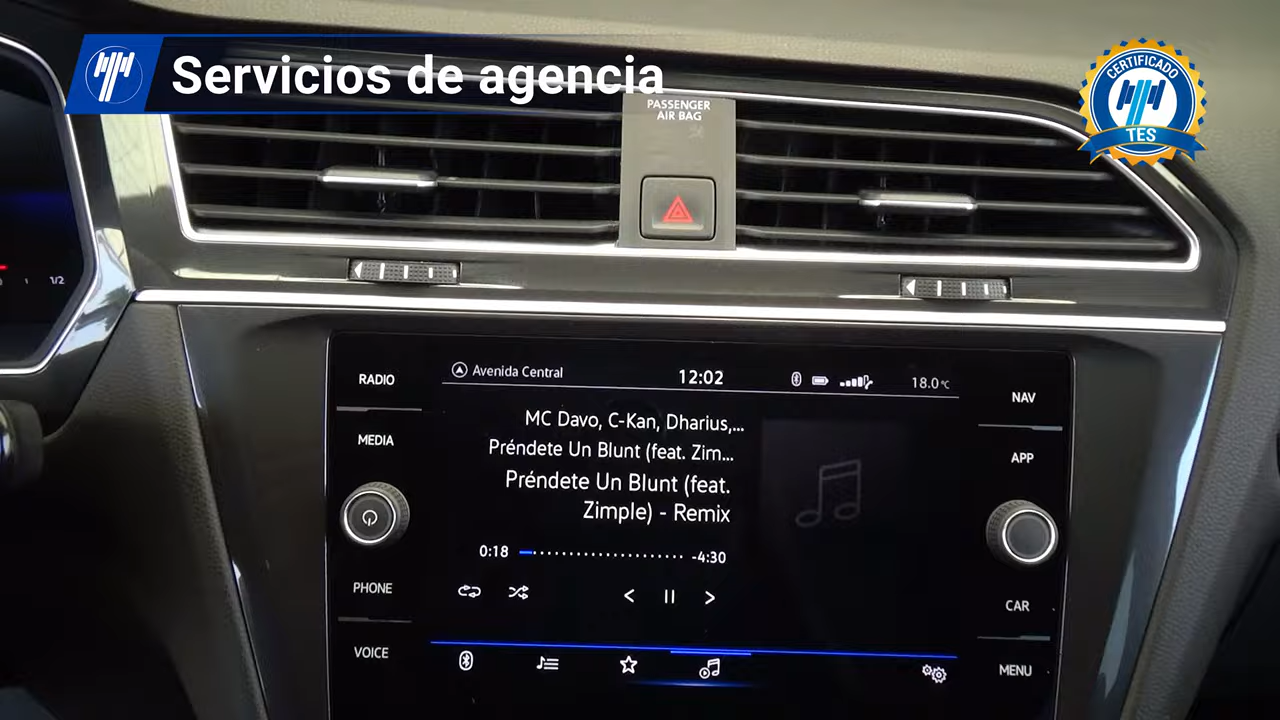 Servicios de agencia
CERTIFICADO
TES
PASSENGER
AIR BAG
1/2
RADIO
MEDIA
PHONE
VOICE
Avenida Central
12:02
18.0°C
MC Davo, C-Kan, Dharius,...
Préndete Un Blunt (feat. Zim...
Préndete Un Blunt (feat.
Zimple) - Remix
0:18
-4:30
NAV
APP
CAR
MENU